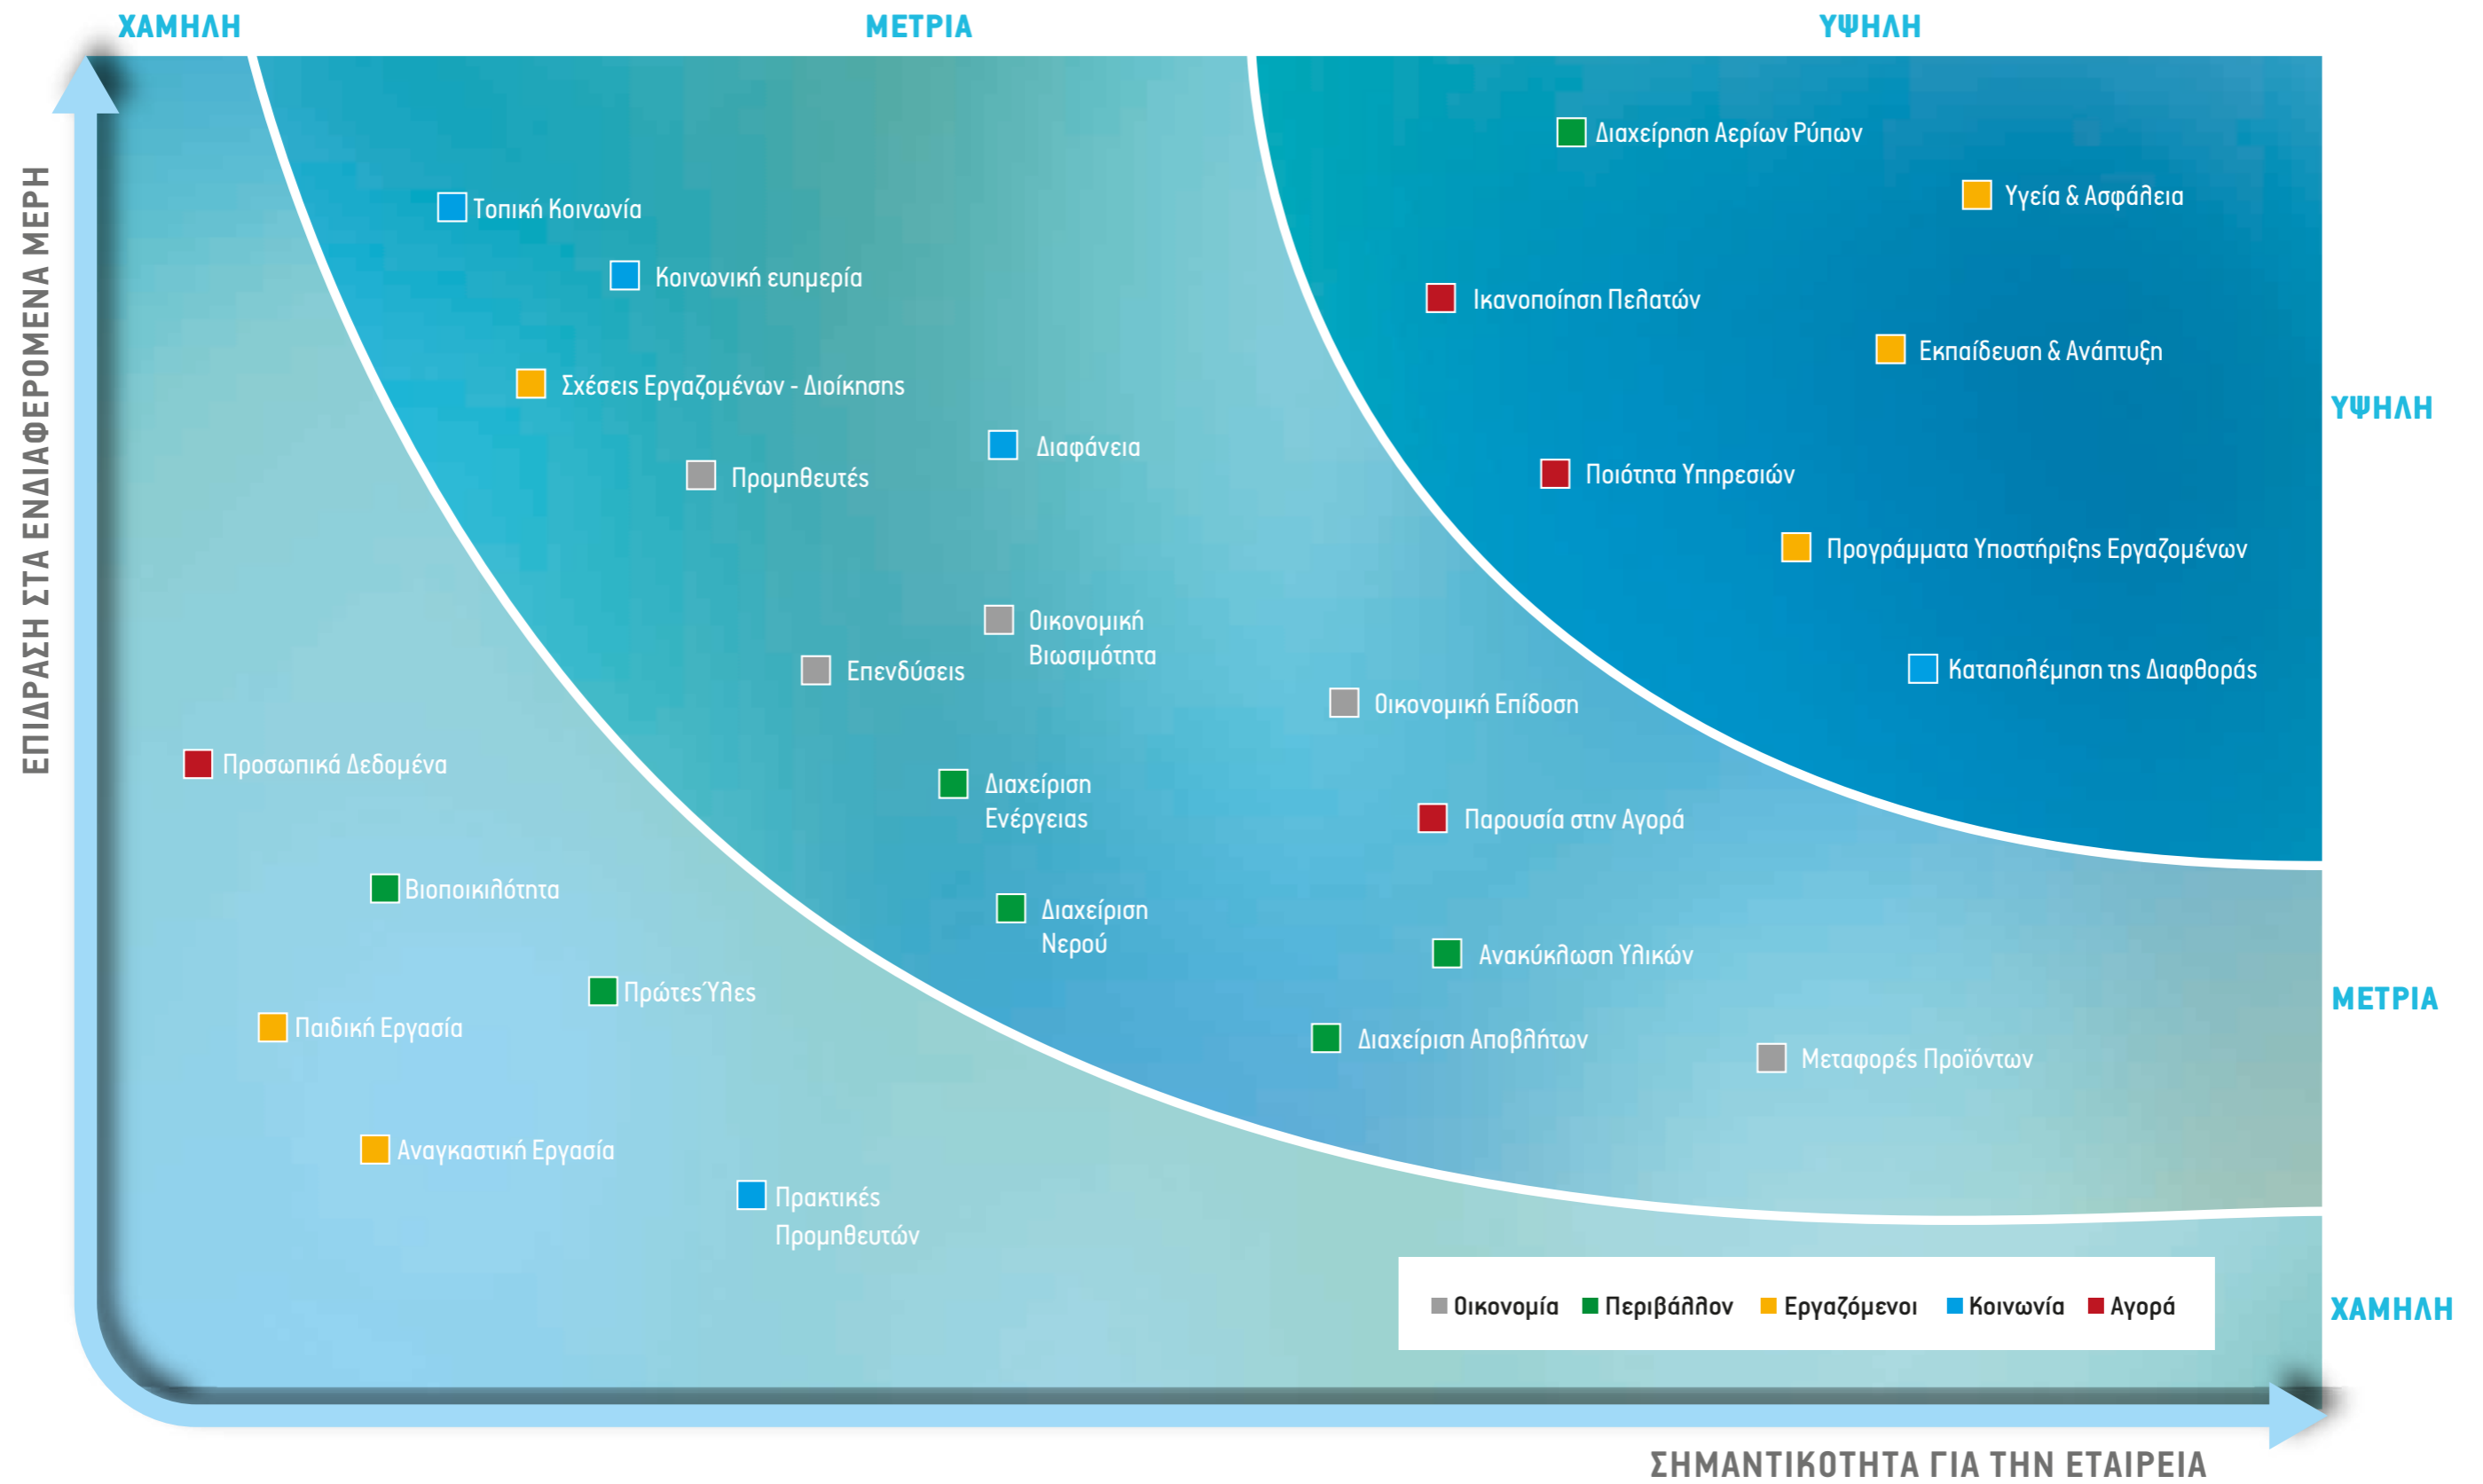 ΧΑΜΗΛΗ
ΜΕΤΡΙΑ
ΥΨΗΛΗ
ΕΠΙΔΡΑΣΗ ΣΤΑ ΕΝΔΙΑΦΕΡΟΜΕΝΑ ΜΕΡΗ
Διαχείρηση Αερίων Ρύπων
Υγεία & Ασφάλεια
Τοπική Κοινωνία
Κοινωνική ευημερία
Ικανοποίηση Πελατών
Εκπαίδευση & Ανάπτυξη
Σχέσεις Εργαζομένων - Διοίκησης
ΥΨΗΛΗ
Διαφάνεια
Προμηθευτές
Ποιότητα Υπηρεσιών
Προγράμματα Υποστήριξης Εργαζομένων
Οικονομική
Βιωσιμότητα
Επενδύσεις
Καταπολέμηση της Διαφθοράς
Οικονομική Επίδοση
Προσωπικά Δεδομένα
Διαχείριση
Ενέργειας
Παρουσία στην Αγορά
Βιοποικιλότητα
Διαχείριση
Νερού
Ανακύκλωση Υλικών
Πρώτες Ύλες
ΜΕΤΡΙΑ
Παιδική Εργασία
Διαχείριση Αποβλήτων
Μεταφορές Προϊόντων
Αναγκαστική Εργασία
Πρακτικές
Προμηθευτών
Οικονομία Περιβάλλον Εργαζόμενοι Κοινωνία Αγορά
ΧΑΜΗΛΗ
ΣΗΜΑΝΤΙΚΟΤΗΤΑ ΓΙΑ ΤΗΝ ΕΤΑΙΡΕΙΑ